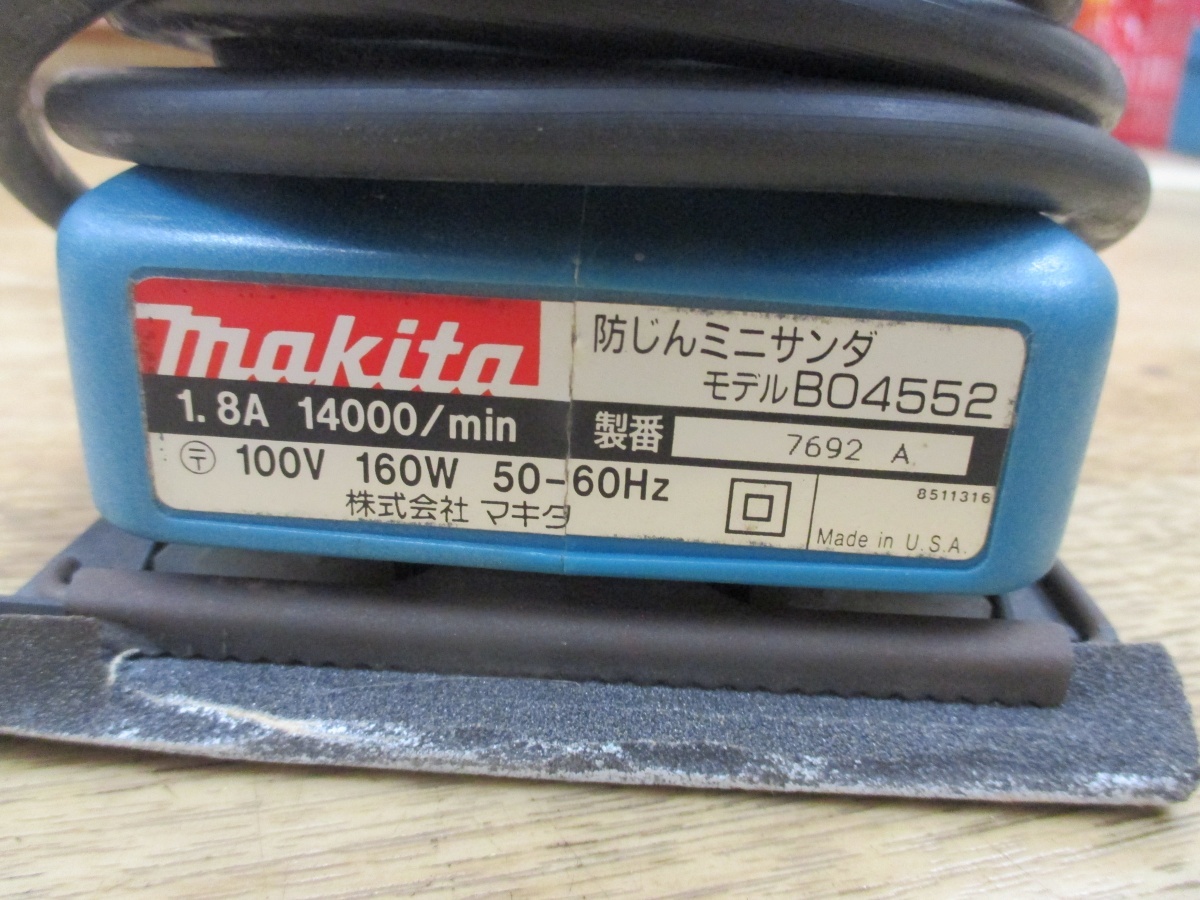 makita
防じんミニサンダ
モデルBO4552
1.8A 14000/min
製番 7692 A
〒 100V 160W 50-60Hz
株式会社 マキタ
8511316
Made in U.S.A.